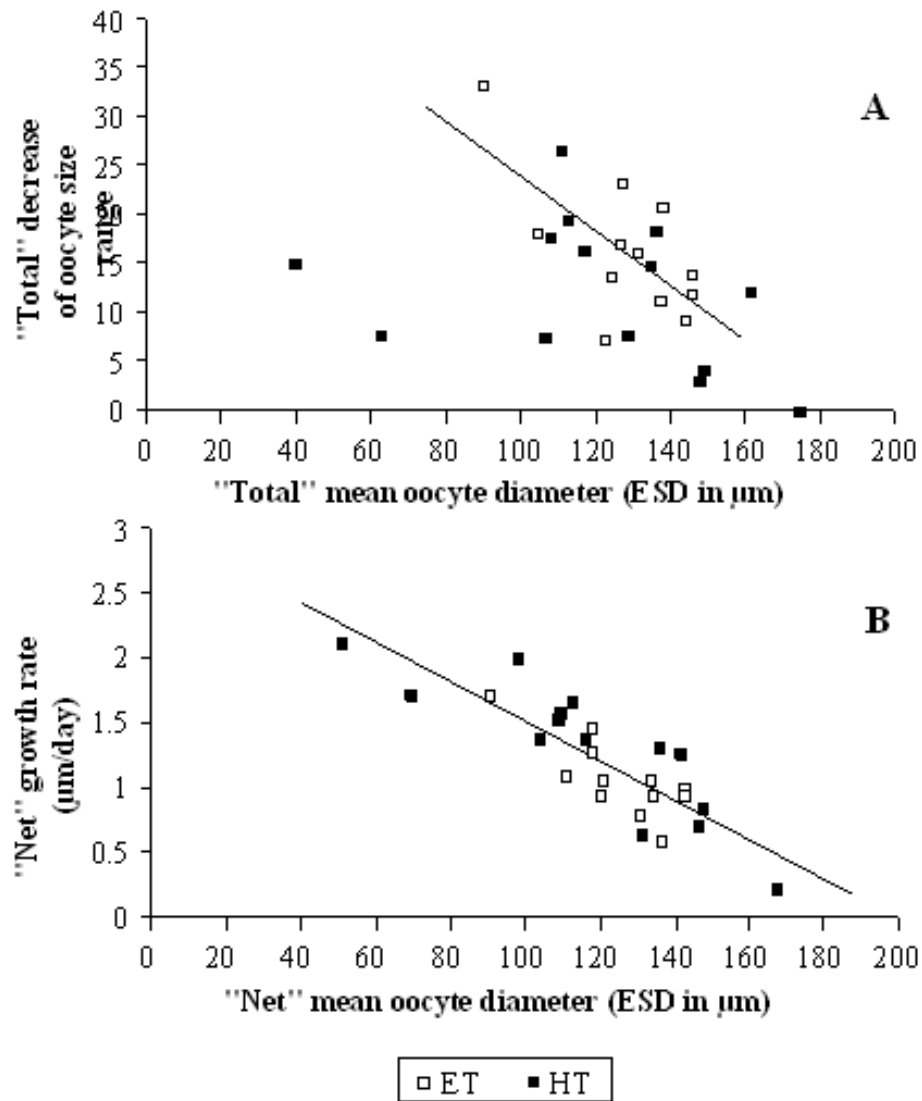 40
35
30
25
20
15
10
5
0
"Total" decrease
of oocyte size
range
A
0 20 40 60 80 100 120 140 160 180 200
"Total" mean oocyte diameter (ESD in µm)
3
2.5
2
1.5
1
0.5
0
"Net" growth rate
(µm/day)
B
0 20 40 60 80 100 120 140 160 180 200
"Net" mean oocyte diameter (ESD in µm)
ET HT